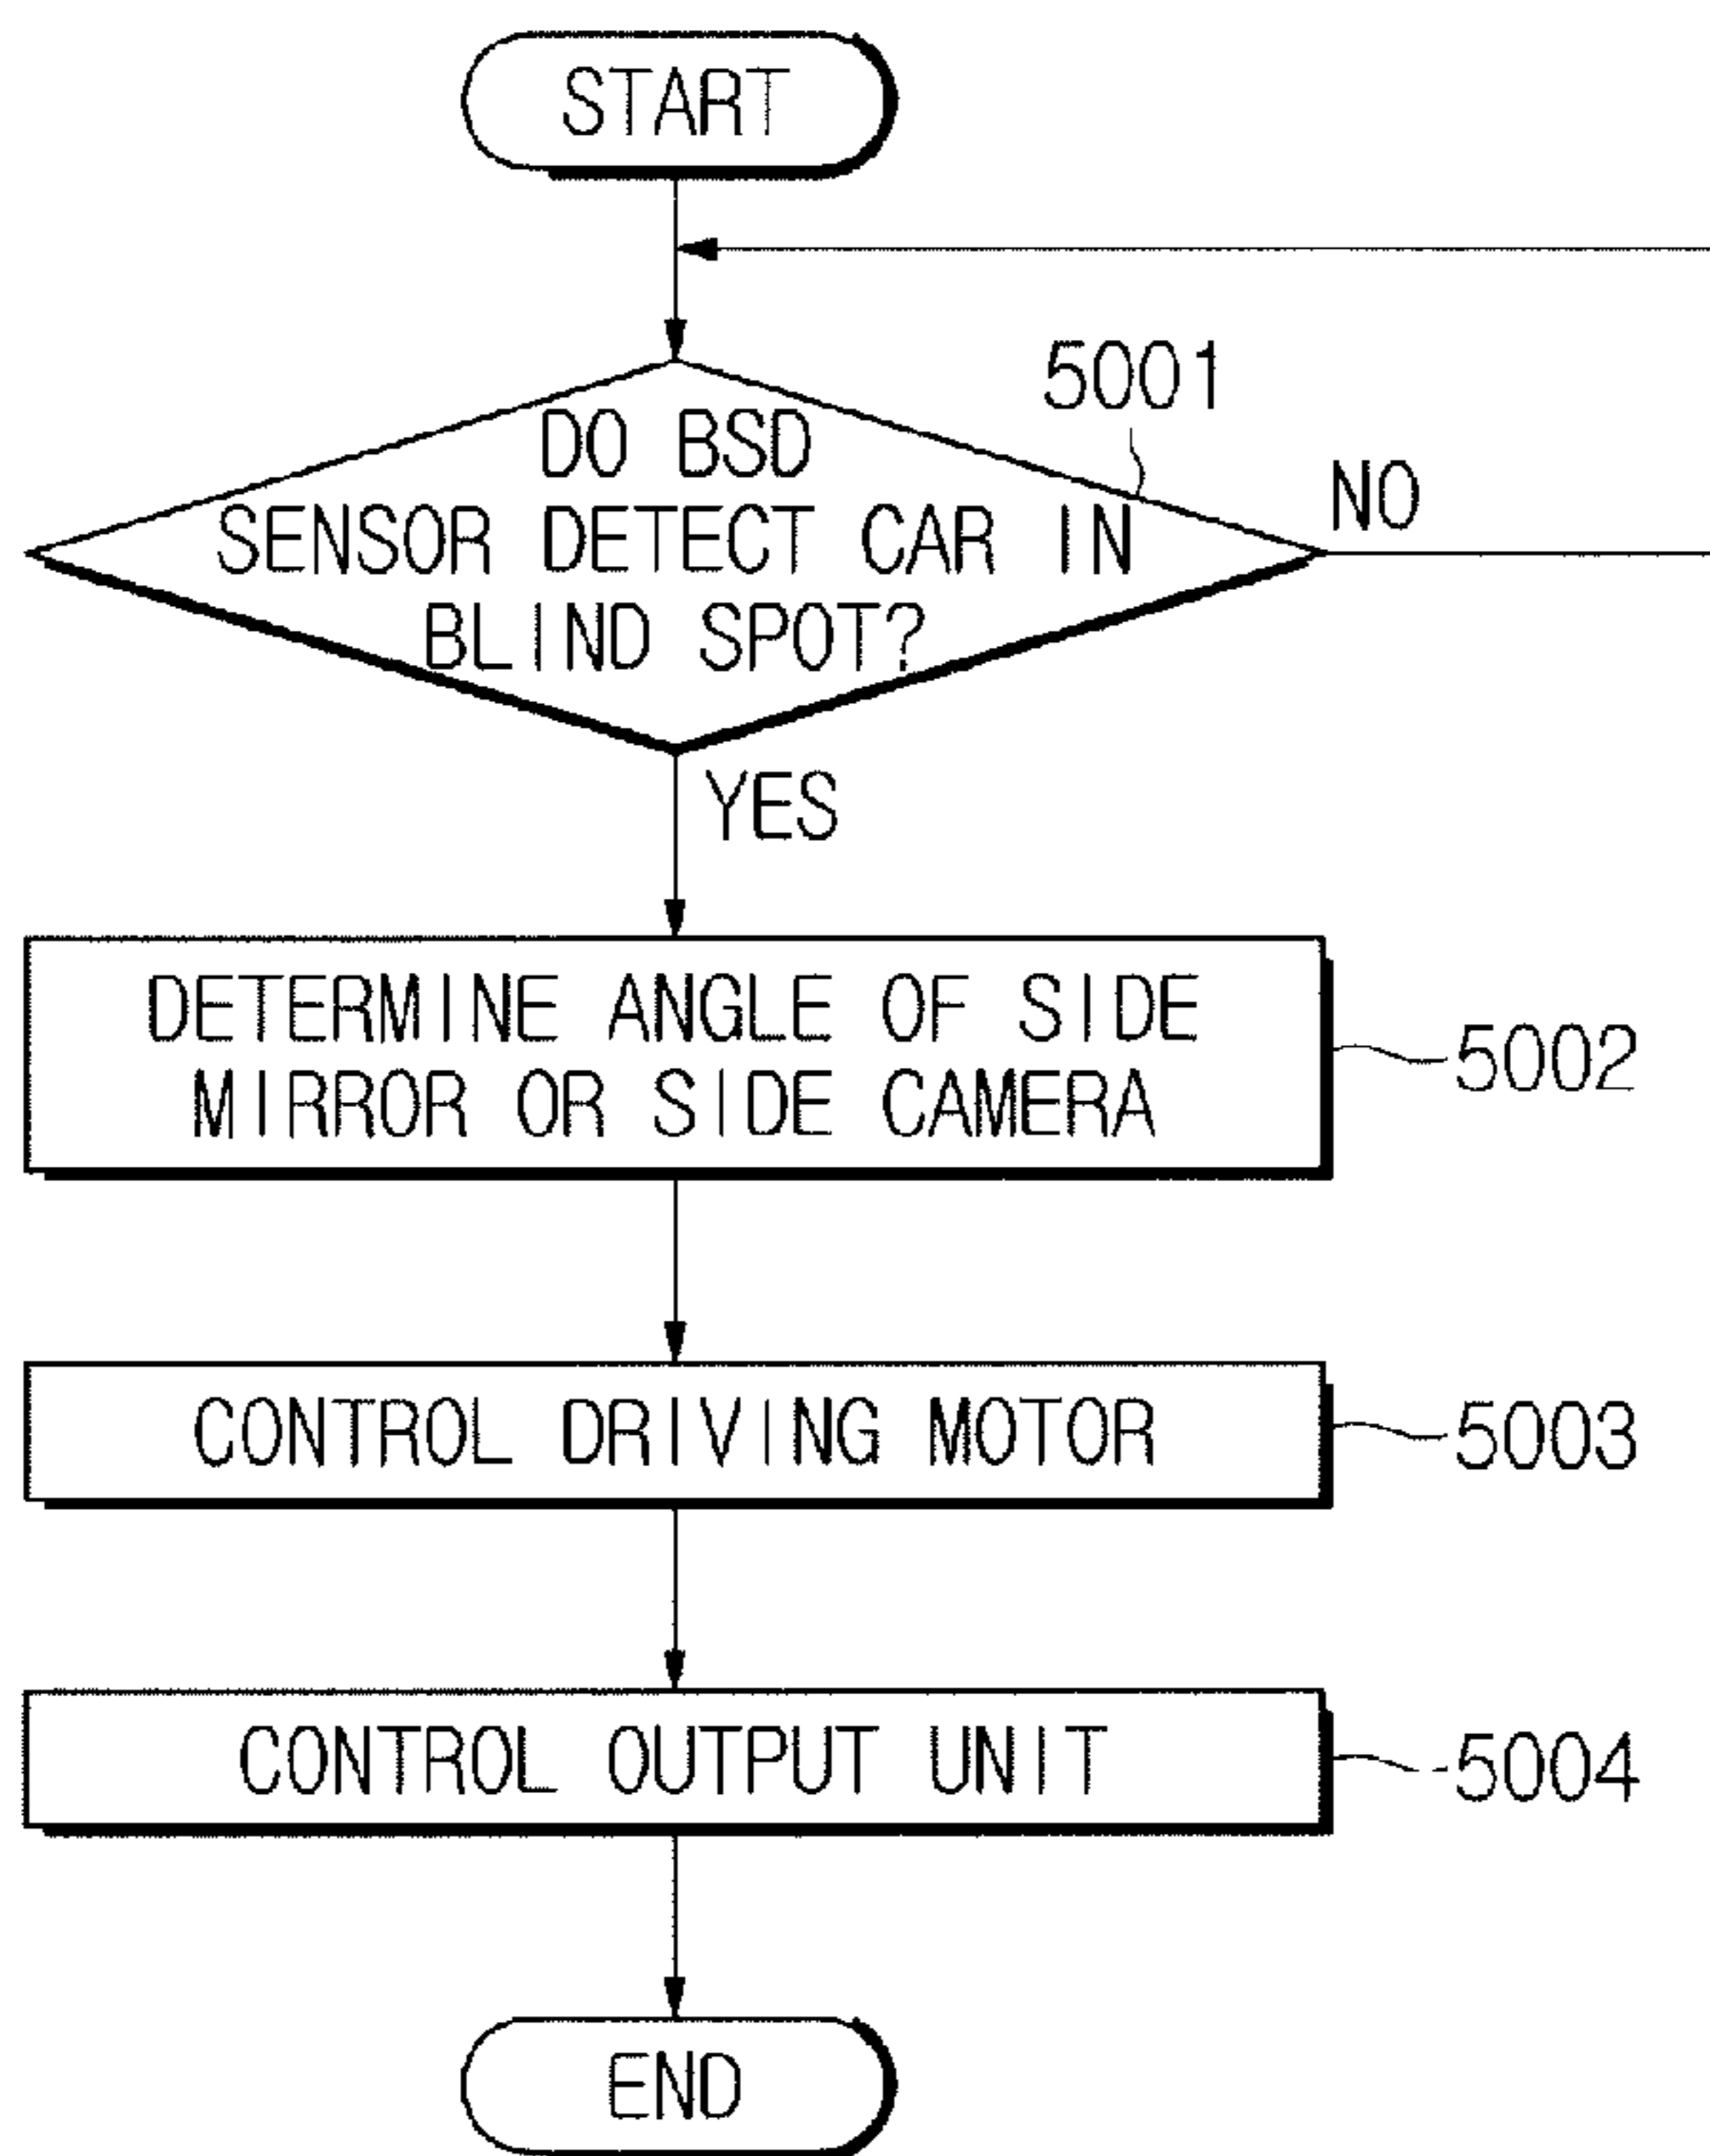 START
5001
DO BSD
SENSOR DETECT CAR IN
BLIND SPOT?
NO
YES
DETERMINE ANGLE OF SIDE
MIRROR OR SIDE CAMERA
5002
CONTROL DRIVING MOTOR
5003
CONTROL OUTPUT UNIT
5004
END